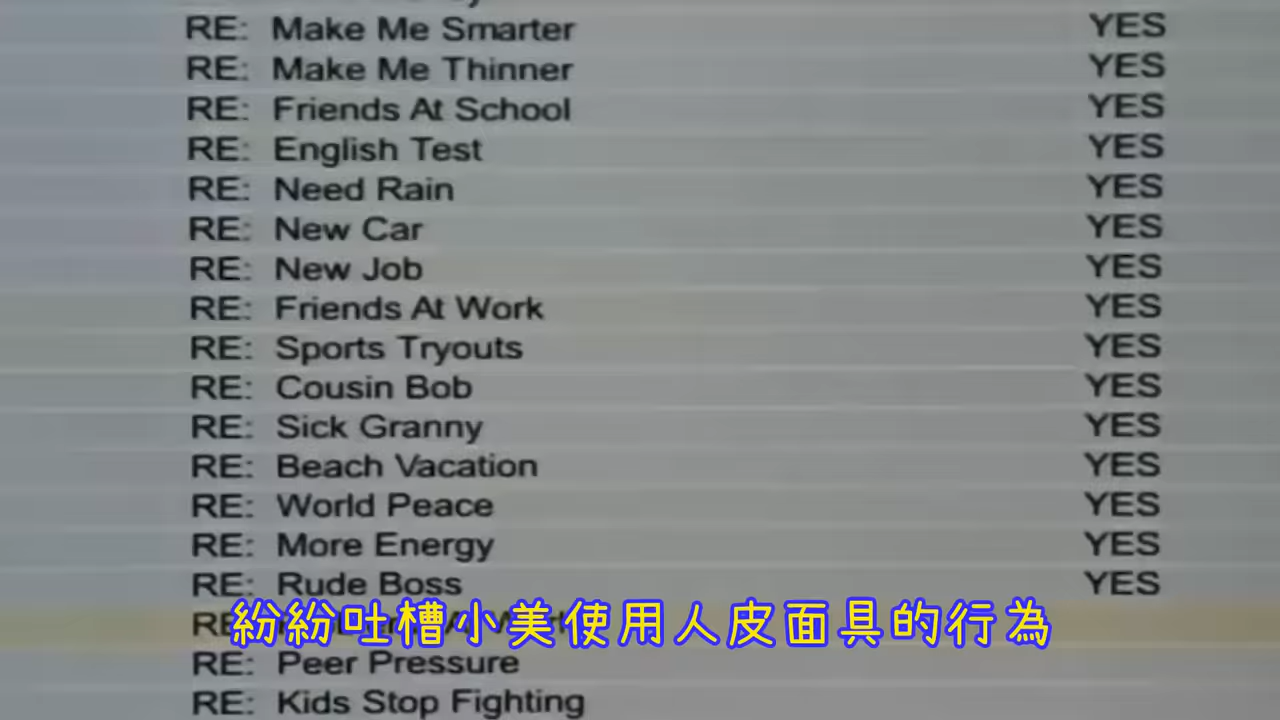 RE: Make Me Smarter YES
RE: Make Me Thinner YES
RE: Friends At School YES
RE: English Test YES
RE: Need Rain YES
RE: New Car YES
RE: New Job YES
RE: Friends At Work YES
RE: Sports Tryouts YES
RE: Cousin Bob YES
RE: Sick Granny YES
RE: Beach Vacation YES
RE: World Peace YES
RE: More Energy YES
RE: Rude Boss YES
RE:
紛紛吐槽小美使用人皮面具的行為
RE: Peer Pressure
RE: Kids Stop Fighting